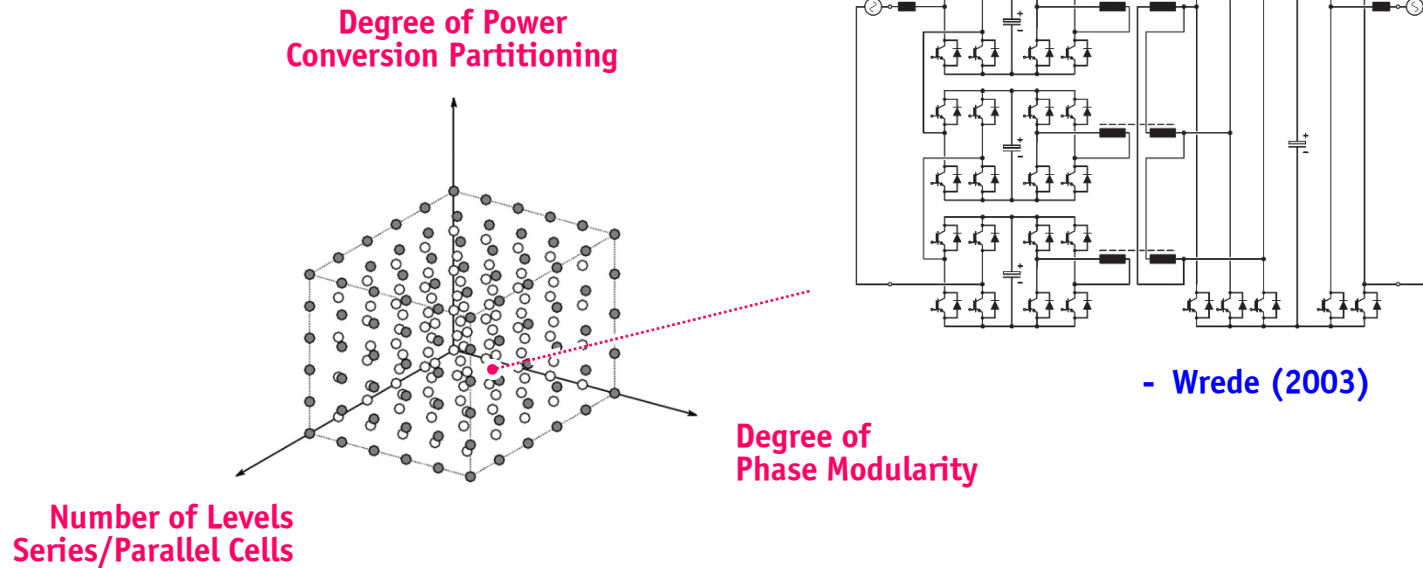 Degree of Power
Conversion Partitioning
- Wrede (2003)
Degree of
Phase Modularity
Number of Levels
Series/Parallel Cells